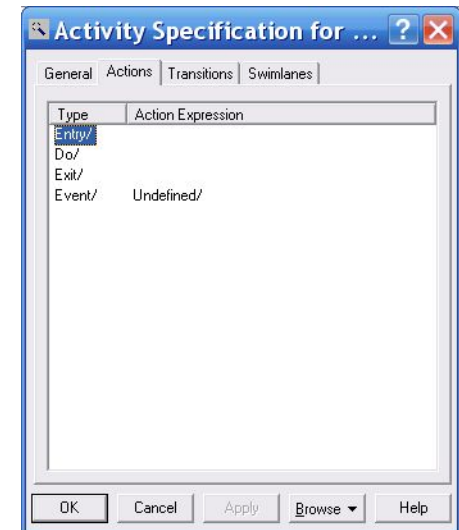 Activity Specification for ... ?
General Actions Transitions Swimlanes
Type Action Expression
Entry/
Do/
Exit/
Event/ Undefined/
OK Cancel Apply Browse Help